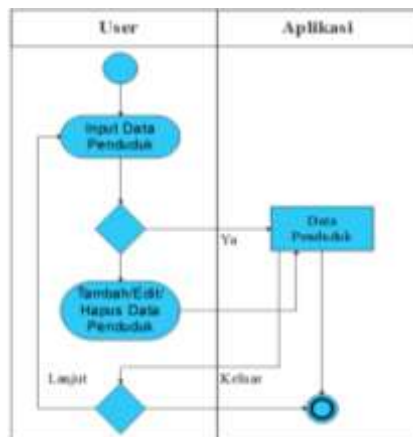 User
Aplikasi
Input Data
Penduduk
Ya
Data
Penduduk
Tambah/Edit/
Hapus Data
Penduduk
Lanjut
Keluar